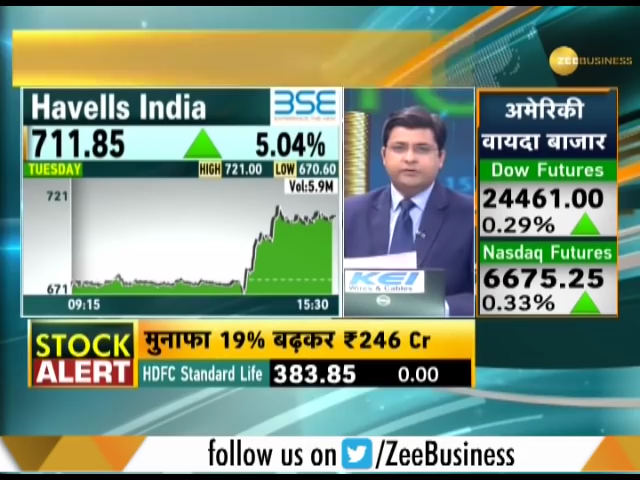 ZEEBUSINESS
Havells India
BSE
EXPERIENCE THE NEW
711.85 5.04%
TUESDAY HIGH 721.00 LOW 670.60
Vol:5.9M
721
671
09:15 15:30
KEI
Wires & Cables
अमेरिकी
वायदा बाजार
Dow Futures
24461.00
0.29%
Nasdaq Futures
6675.25
0.33%
STOCK
ALERT
मुनाफा 19% बढ़कर ₹246 Cr
HDFC Standard Life 383.85 0.00
follow us on /ZeeBusiness